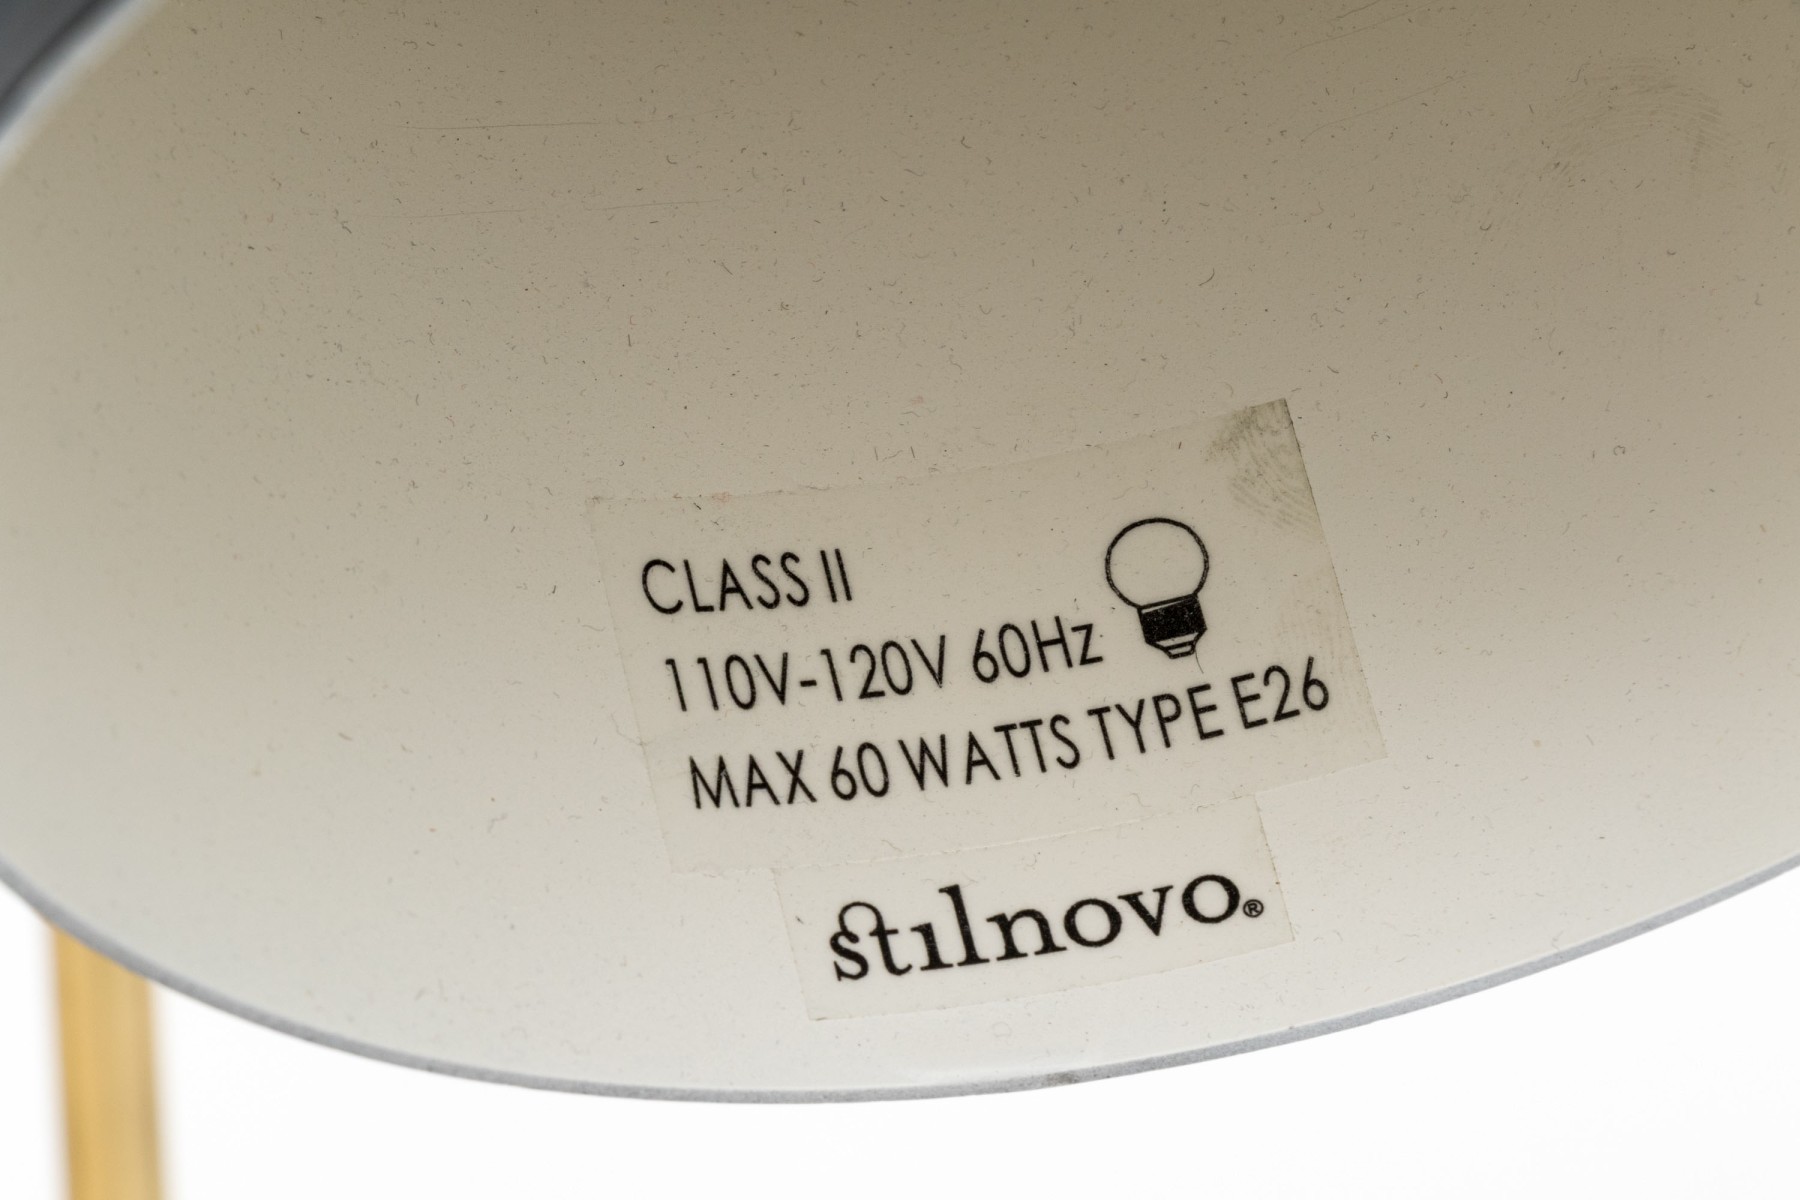 CLASS II
110V-120V 60Hz
MAX 60 WATTS TYPE E26
stilnovo®